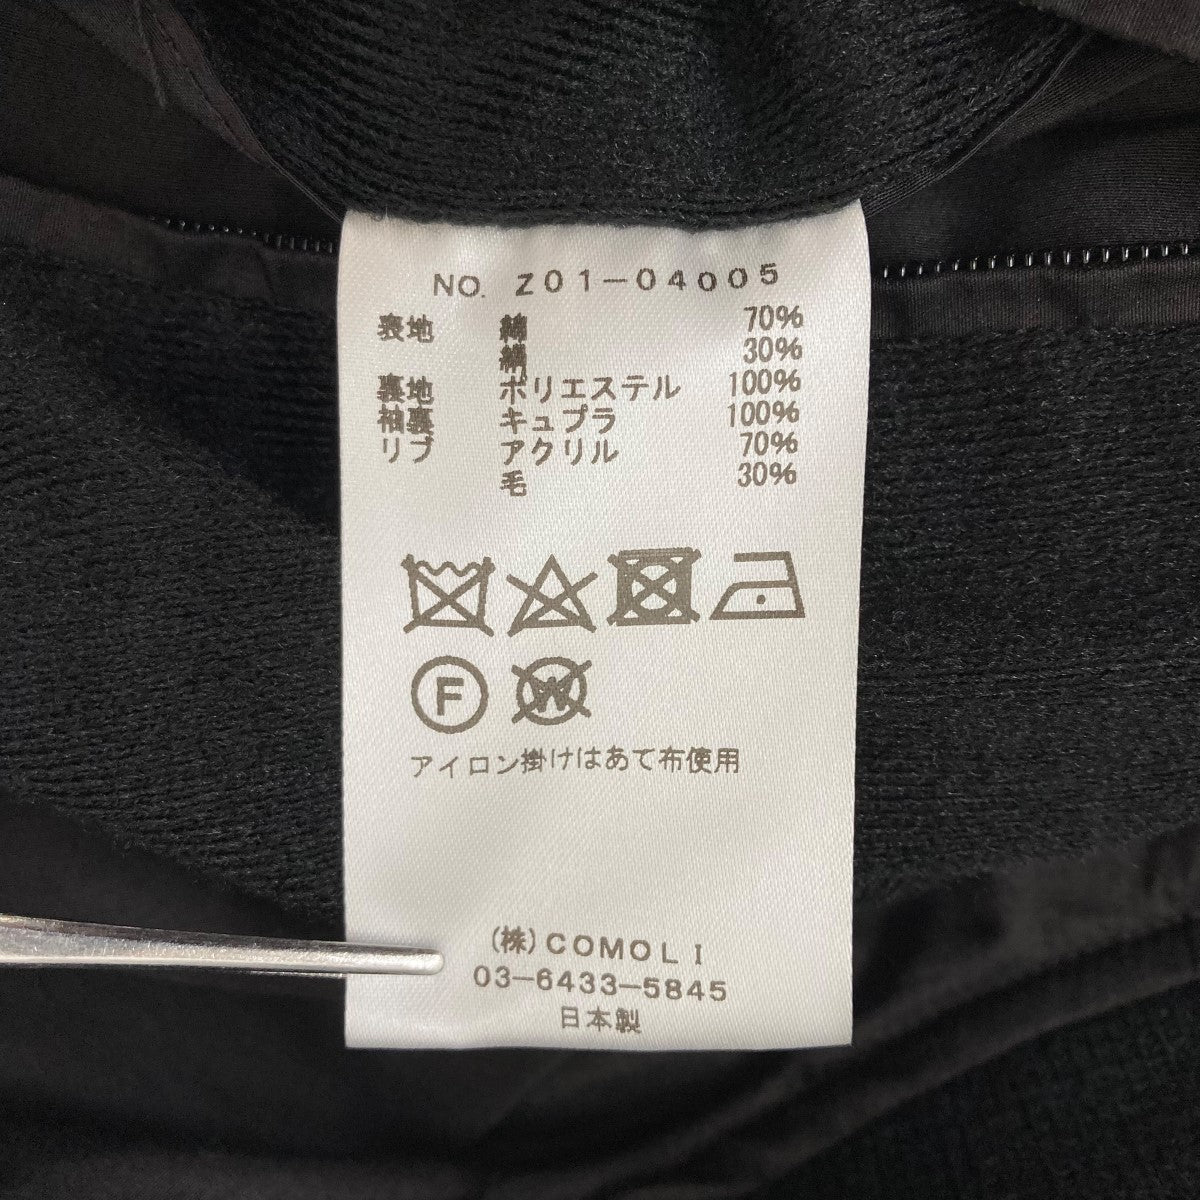 NO. Z01-04005
表地 綿 70%
絹 30%
裏地 ポリエステル 100%
袖裏 キュプラ 100%
リブ アクリル 70%
毛 30%
F W
アイロン掛けはあて布使用
(株)COMOLI
03-6433-5845
日本製